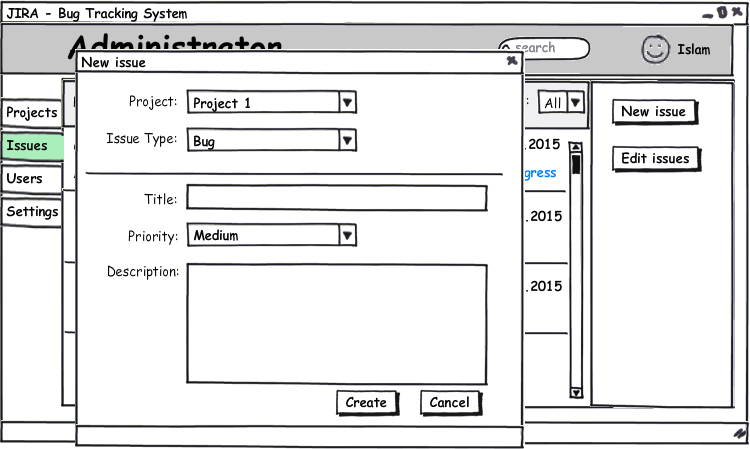 JIRA - Bug Tracking System
Administrator
search
Islam
New issue
Project: Project 1
Issue Type: Bug
Title:
Priority: Medium
Description:
Create
Cancel
Projects
Issues
Users
Settings
: All
.2015
gress
.2015
.2015
New issue
Edit issues